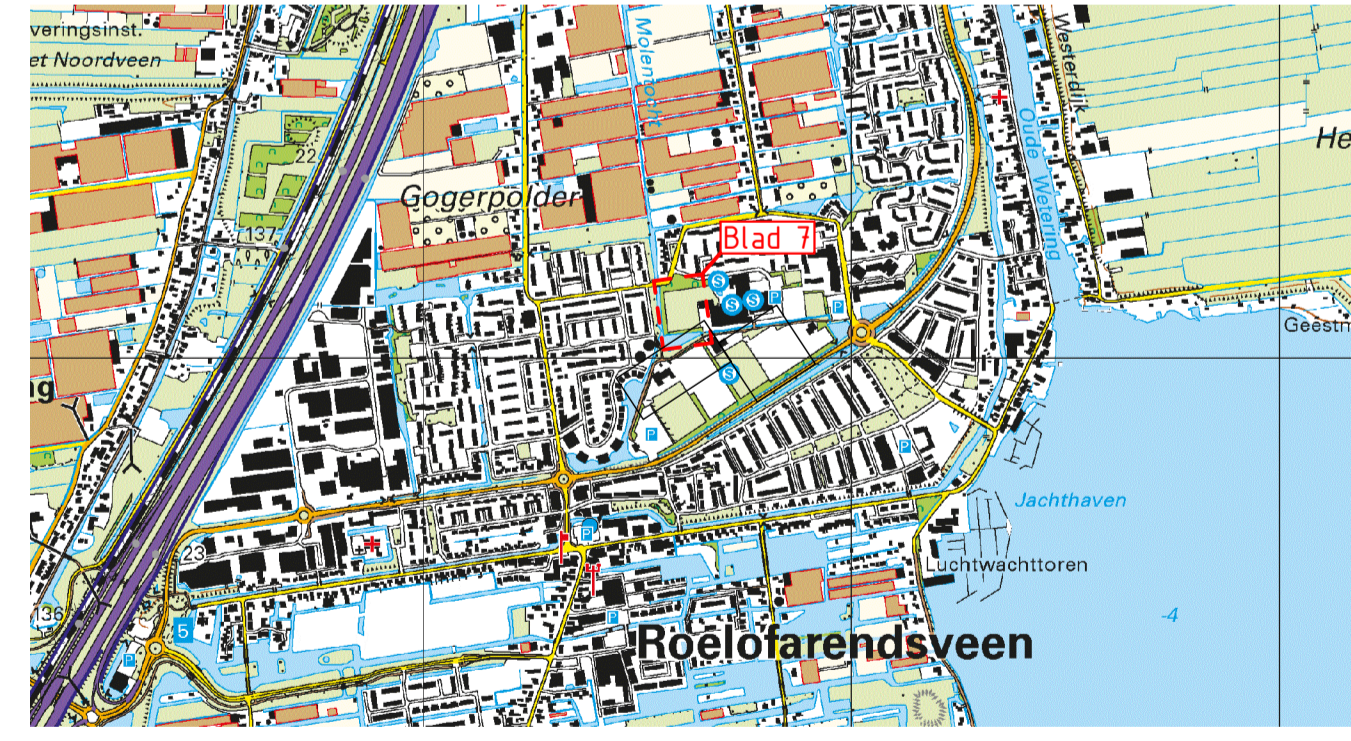 veringsinst.
et Noordveen
Molentocht
Westerdijk
Oude Wetering
He
22
137
Gogerpolder
Blad 7
S
S
S
P
P
Geestm
g
S
P
P
4
Jachthaven
P
23
Luchtwachttoren
136
5
P
P
-4
Roelofarendsveen